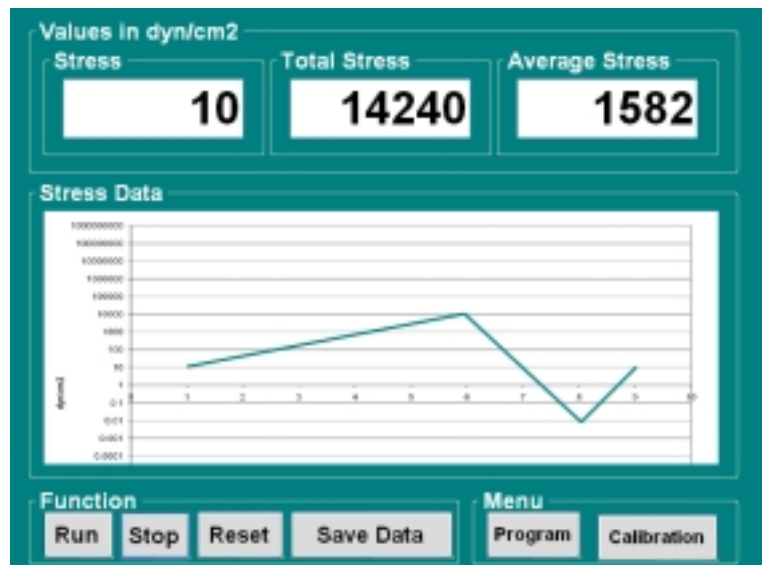 Values in dyn/cm2
Stress Total Stress Average Stress
10 14240 1582
Stress Data
1000000000
100000000
10000000
1000000
100000
10000
1000
100
10
1
0 1 2 3 4 5 6 7 8 9 10
0.1
0.01
0.001
0.0001
dyn/cm2
Function Menu
Run Stop Reset Save Data Program Calibration